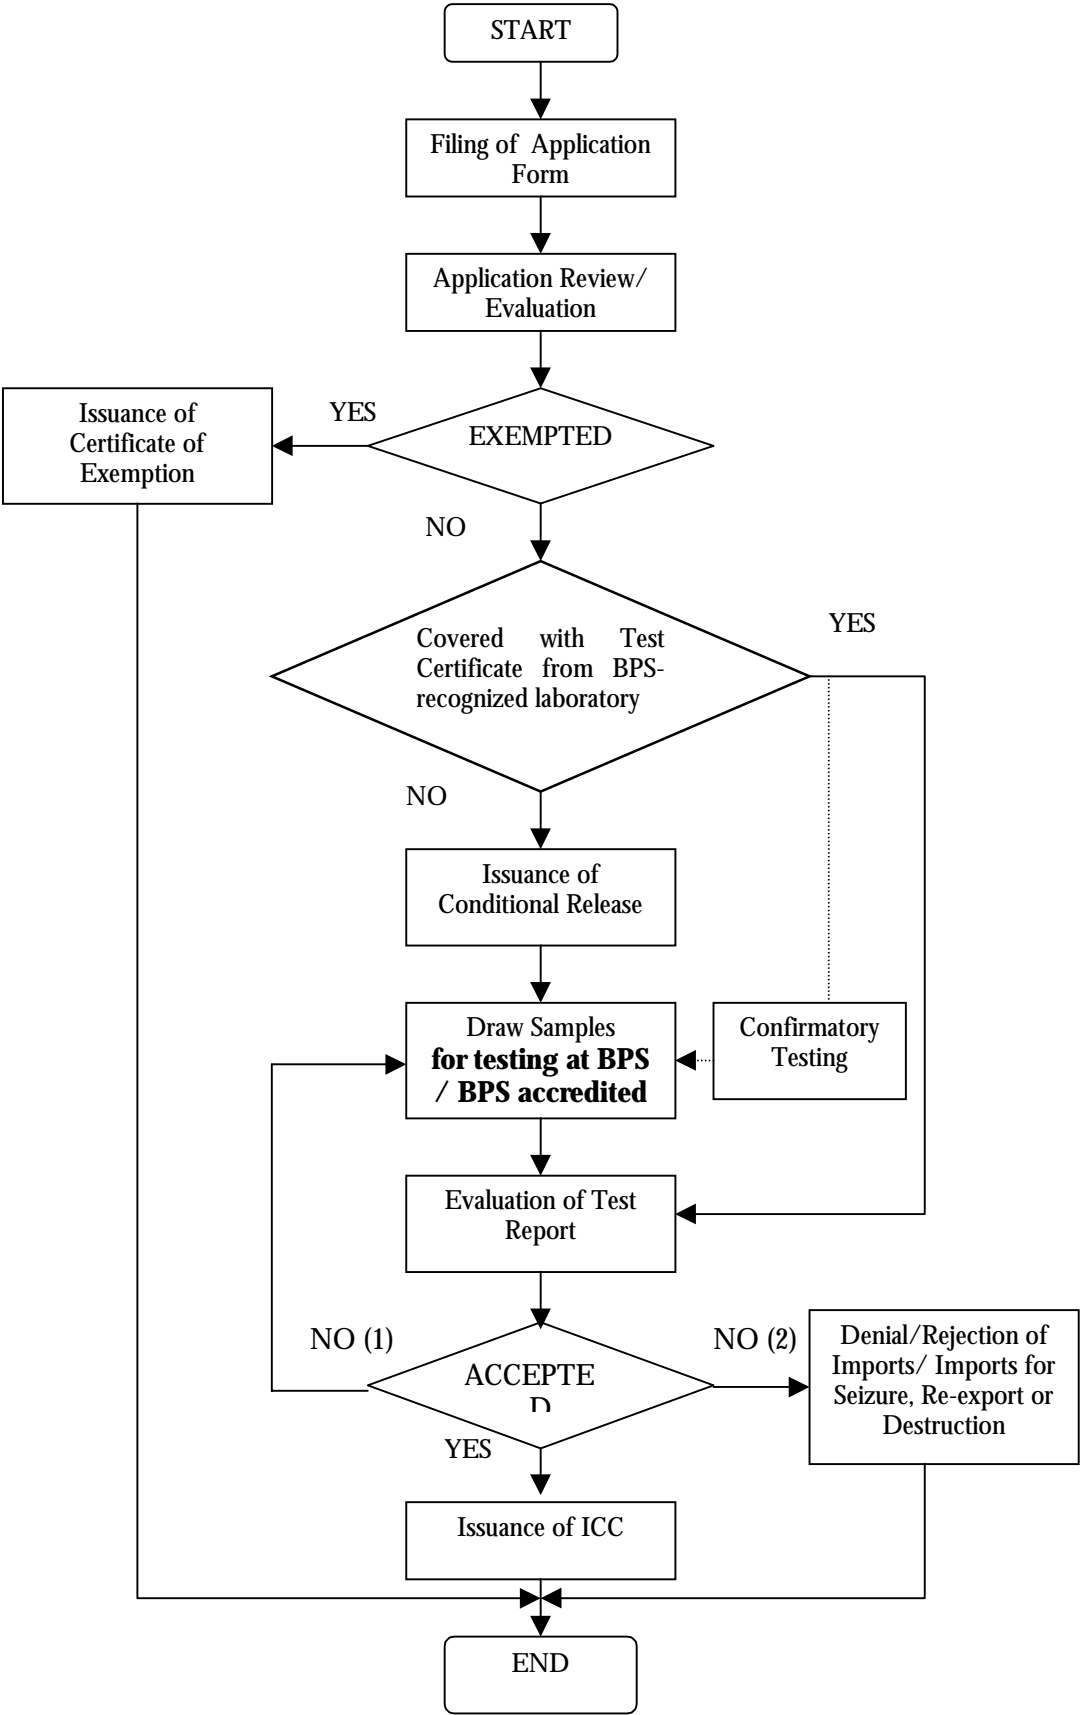 START
Filing of Application
Form
Application Review/
Evaluation
YES
EXEMPTED
Issuance of
Certificate of
Exemption
NO
YES
Covered with Test
Certificate from BPS-
recognized laboratory
NO
Issuance of
Conditional Release
Draw Samples
for testing at BPS
/ BPS accredited
Confirmatory
Testing
Evaluation of Test
Report
NO (1)
ACCEPTE
D
NO (2)
Denial/Rejection of
Imports/ Imports for
Seizure, Re-export or
Destruction
YES
Issuance of ICC
END